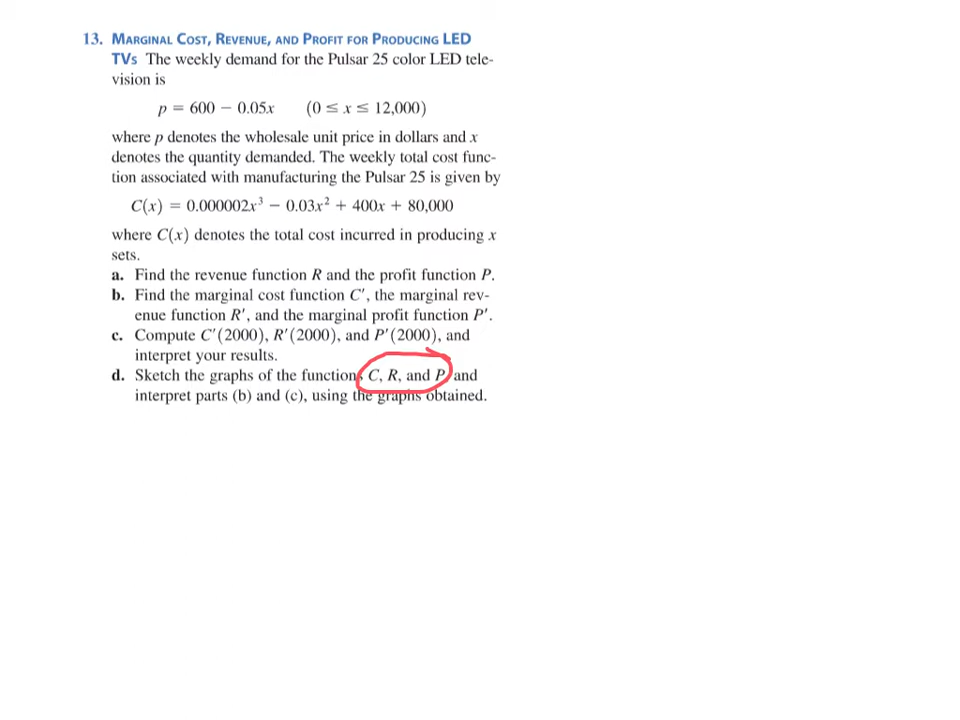 13. MARGINAL COST, REVENUE, AND PROFIT FOR PRODUCING LED
TVs The weekly demand for the Pulsar 25 color LED tele-
vision is
p = 600 − 0.05x (0 ≤ x ≤ 12,000)
where p denotes the wholesale unit price in dollars and x
denotes the quantity demanded. The weekly total cost func-
tion associated with manufacturing the Pulsar 25 is given by
C(x) = 0.000002x³ − 0.03x² + 400x + 80,000
where C(x) denotes the total cost incurred in producing x
sets.
a. Find the revenue function R and the profit function P.
b. Find the marginal cost function C′, the marginal rev-
enue function R′, and the marginal profit function P′.
c. Compute C′(2000), R′(2000), and P′(2000), and
interpret your results.
d. Sketch the graphs of the functions C, R, and P and
interpret parts (b) and (c), using the graphs obtained.